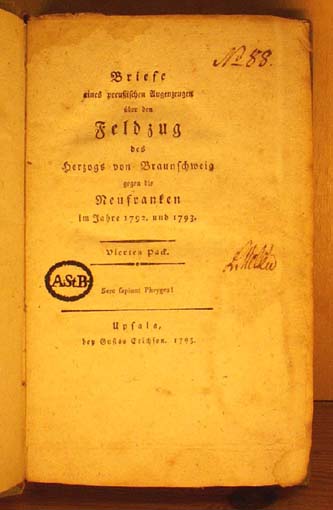 No 88.
Briefe
eines preußischen Augenzeugen
über den
Feldzug
des
Herzogs von Braunschweig
gegen die
Neufranken
im Jahre 1792. und 1793.
Vierten Pack.
AStB
Sero sapiunt Phryges!
Upsala,
bey Gustav Erichson. 1795.